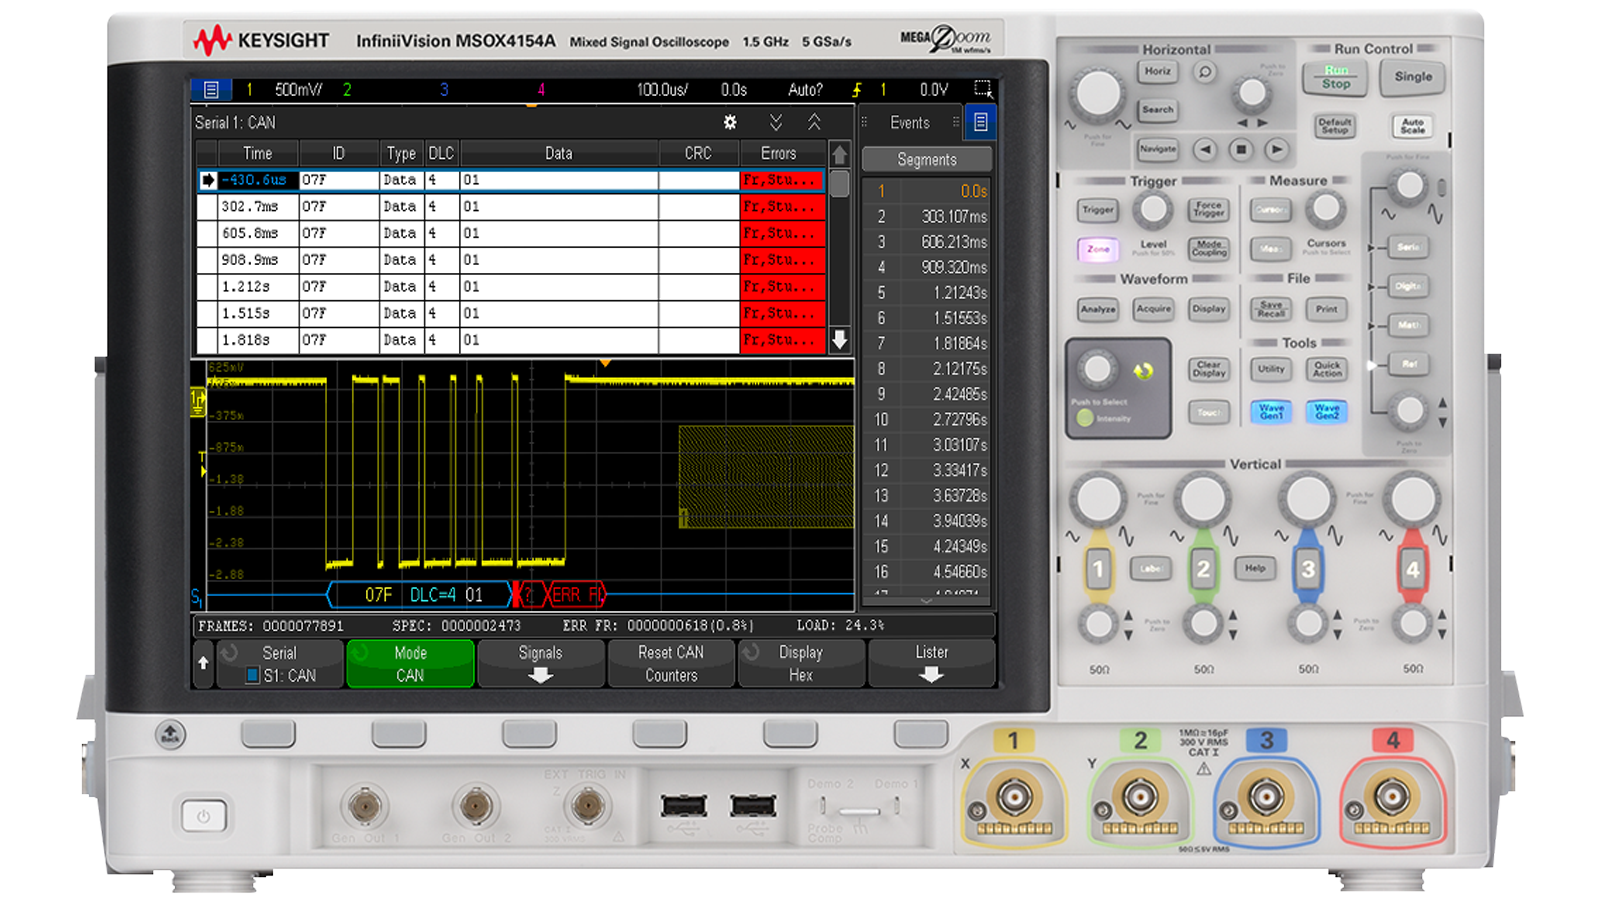 KEYSIGHT InfiniiVision MSOX4154A Mixed Signal Oscilloscope 1.5 GHz 5 GSa/s MEGA Zoom
1M wfms/s
1 500mV/ 2 3 4 100.0us/ 0.0s Auto? 1 0.0V
Serial 1: CAN
Time ID Type DLC Data CRC Errors
-430.6us 07F Data 4 01 Fr,Stu...
302.7ms 07F Data 4 01 Fr,Stu...
605.8ms 07F Data 4 01 Fr,Stu...
908.9ms 07F Data 4 01 Fr,Stu...
1.212s 07F Data 4 01 Fr,Stu...
1.515s 07F Data 4 01 Fr,Stu...
1.818s 07F Data 4 01 Fr,Stu...
Events
Segments
1 0.0s
2 303.107ms
3 606.213ms
4 909.320ms
5 1.21243s
6 1.51553s
7 1.81864s
8 2.12175s
9 2.42485s
10 2.72796s
11 3.03107s
12 3.33417s
13 3.63728s
14 3.94039s
15 4.24349s
16 4.54660s
625mV
-375m
-875m
-1.38
-1.88
-2.38
-2.88
T
S1
07F DLC=4 01 ? ERR
FRAMES: 0000077891 SPEC: 0000002473 ERR FR: 0000000618(0.8%) LOAD: 24.3%
Serial
S1: CAN
Mode
CAN
Signals
Reset CAN
Counters
Display
Hex
Lister
Back
Horizontal
Horiz
Push to
Zero
Search
Push for
Fine
Navigate
Run Control
Run
Stop
Single
Default
Setup
Auto
Scale
Trigger
Trigger
Force
Trigger
Zone
Level
Push for 50%
Mode
Coupling
Measure
Cursors
Meas
Cursors
Push to Select
Push for Fine
Serial
Digital
Math
Ref
Push to
Zero
Waveform
Analyze
Acquire
Display
File
Save
Recall
Print
Tools
Clear
Display
Utility
Quick
Action
Push to Select
Intensity
Touch
Wave
Gen1
Wave
Gen2
Vertical
Push for
Fine
Push for
Fine
1 Label 2 Help 3 4
Push to
Zero
Push to
Zero
50Ω 50Ω 50Ω 50Ω
EXT TRIG IN
Z
Gen Out 1
Gen Out 2
CAT I
300 VRMS
Demo 2 Demo 1
Probe
Comp
1 2 3 4
X Y
1MΩ≅16pF
300 V RMS
CAT I
50Ω≤5V RMS